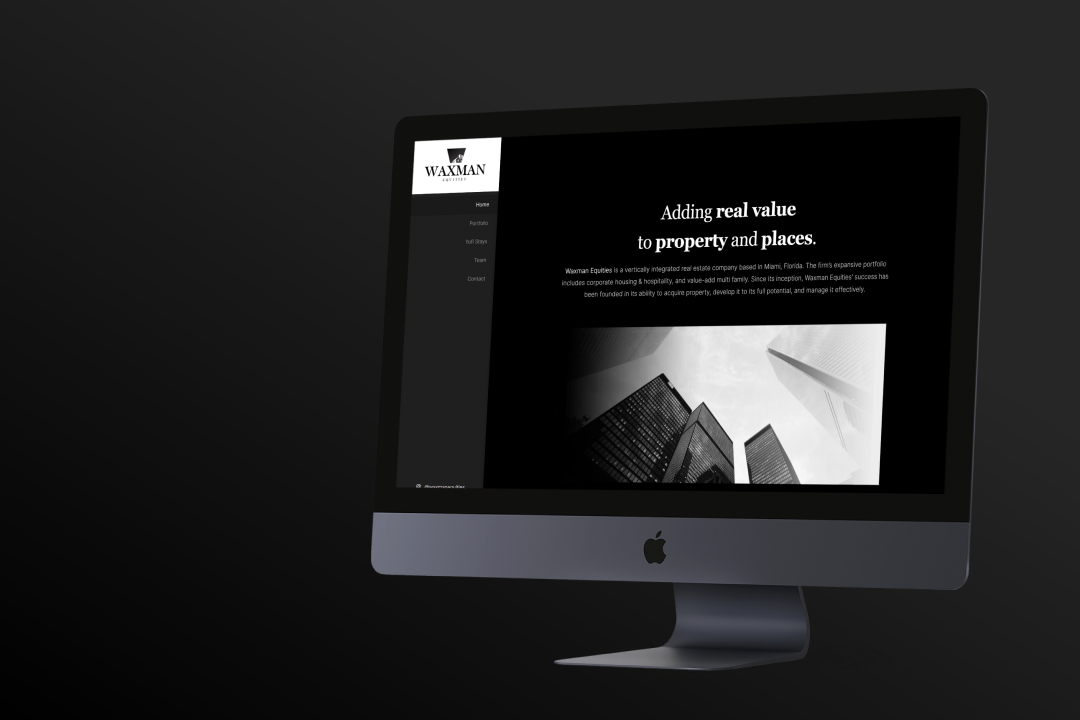 WAXMAN
EQUITIES
Home
Portfolio
Yofi Stays
Team
Contact
Adding real value
to property and places.
Waxman Equities is a vertically integrated real estate company based in Miami, Florida. The firm's expansive portfolio
includes corporate housing & hospitality, and value-add multi family. Since its inception, Waxman Equities' success has
been founded in its ability to acquire property, develop it to its full potential, and manage it effectively.